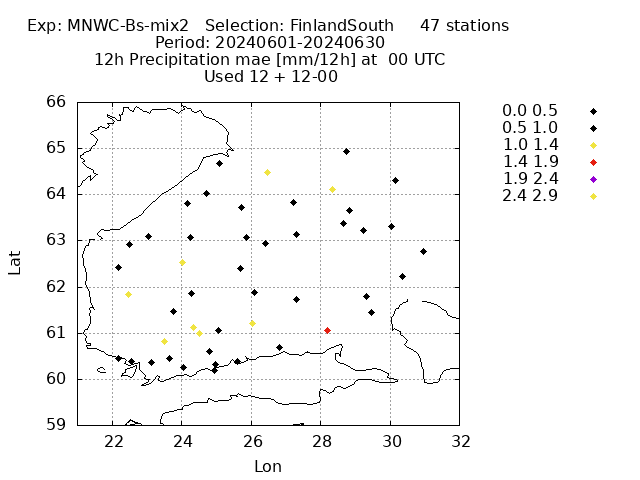 Exp: MNWC-Bs-mix2 Selection: FinlandSouth 47 stations
Period: 20240601-20240630
12h Precipitation mae [mm/12h] at 00 UTC
Used 12 + 12-00
0.0 0.5
0.5 1.0
1.0 1.4
1.4 1.9
1.9 2.4
2.4 2.9
66
65
64
63
62
61
60
59
Lat
22 24 26 28 30 32
Lon